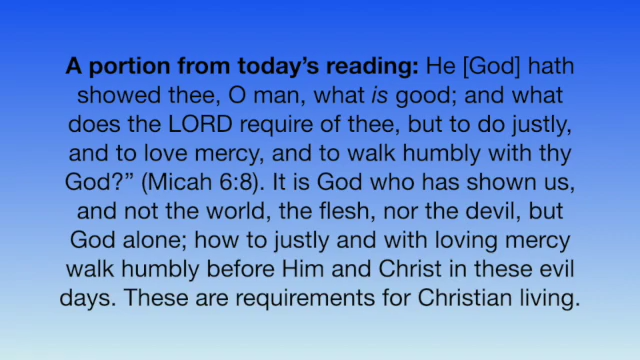 A portion from today’s reading: He [God] hath
showed thee, O man, what is good; and what
does the LORD require of thee, but to do justly,
and to love mercy, and to walk humbly with thy
God?” (Micah 6:8). It is God who has shown us,
and not the world, the flesh, nor the devil, but
God alone; how to justly and with loving mercy
walk humbly before Him and Christ in these evil
days. These are requirements for Christian living.